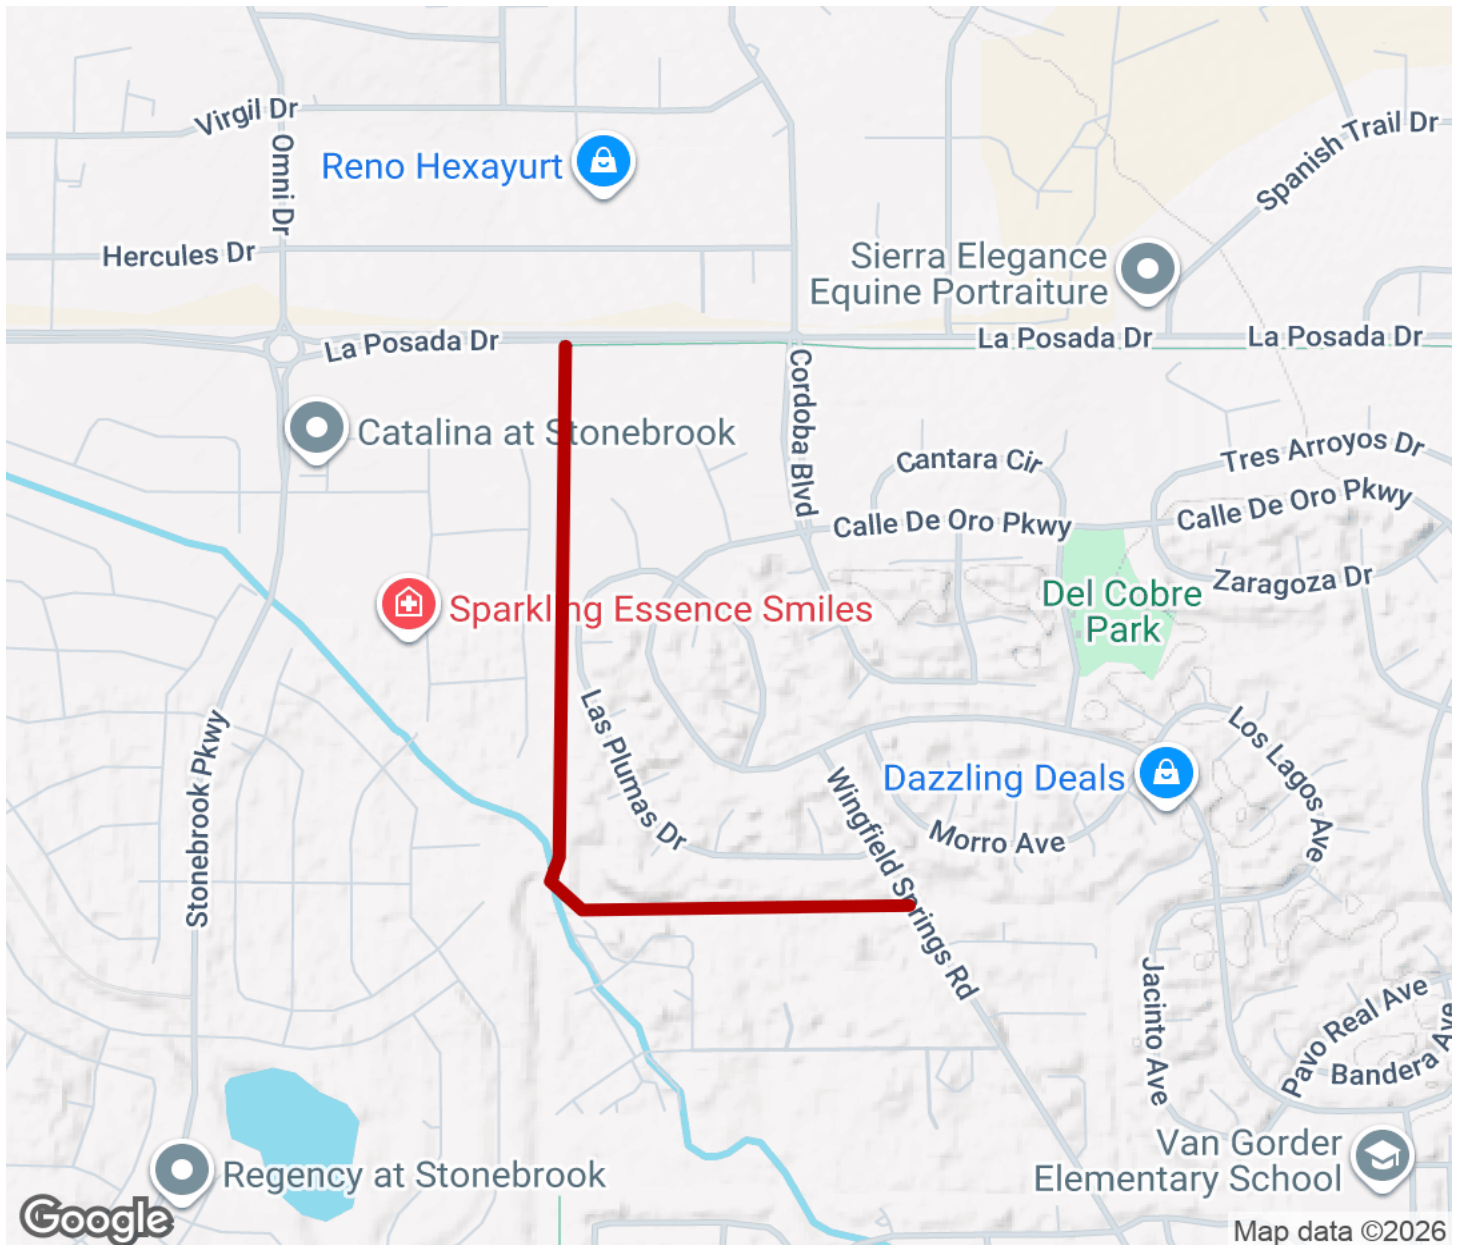 Virgil Dr
Omni Dr
Reno Hexayurt
Spanish Trail Dr
Hercules Dr
Sierra Elegance
Equine Portraiture
La Posada Dr
La Posada Dr
La Posada Dr
Catalina at Stonebrook
Cordoba Blvd
Cantara Cir
Tres Arroyos Dr
Calle De Oro Pkwy
Calle De Oro Pkwy
Zaragoza Dr
Del Cobre
Park
Sparkling Essence Smiles
Las Plumas Dr
Stonebrook Pkwy
Los Lagos Ave
Dazzling Deals
Wingfield Springs Rd
Morro Ave
Jacinto Ave
Pavo Real Ave
Bandera Ave
Van Gorder
Elementary School
Regency at Stonebrook
Google
Map data ©2026